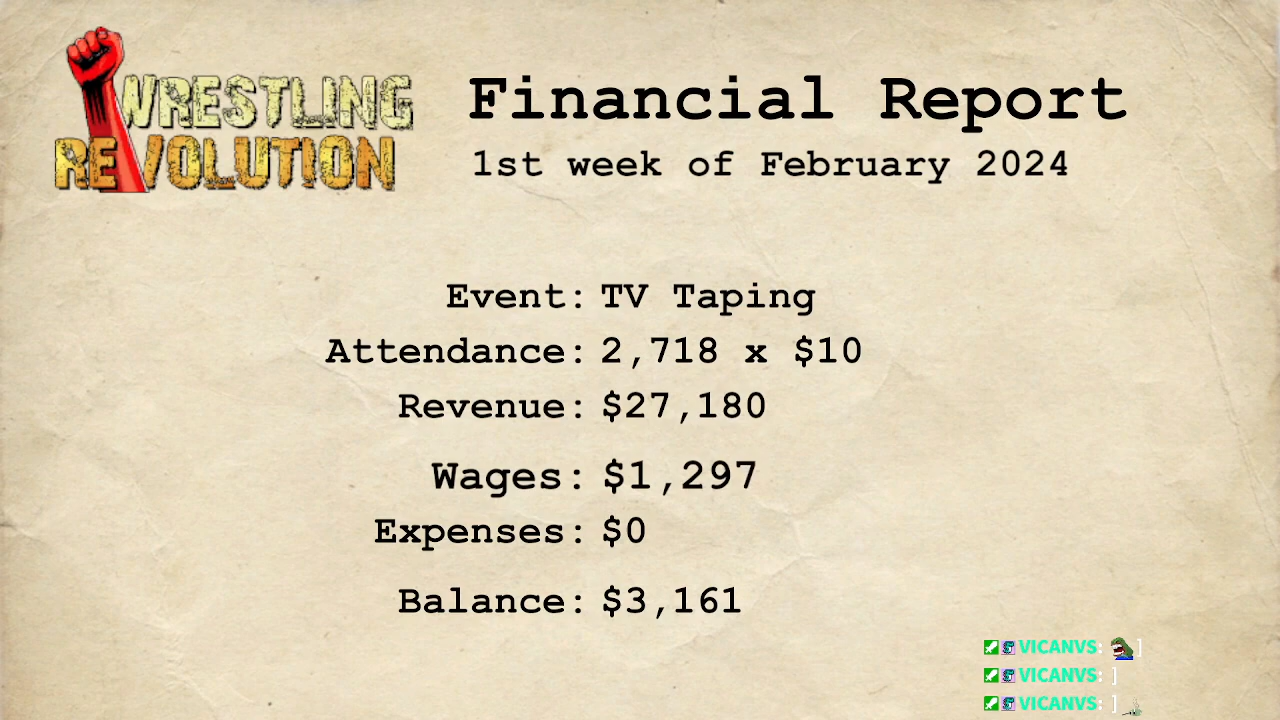 WRESTLING
REVOLUTION
Financial Report
1st week of February 2024
Event: TV Taping
Attendance: 2,718 x $10
Revenue: $27,180
Wages: $1,297
Expenses: $0
Balance: $3,161
VICANVS: ]
VICANVS: ]
VICANVS: ]